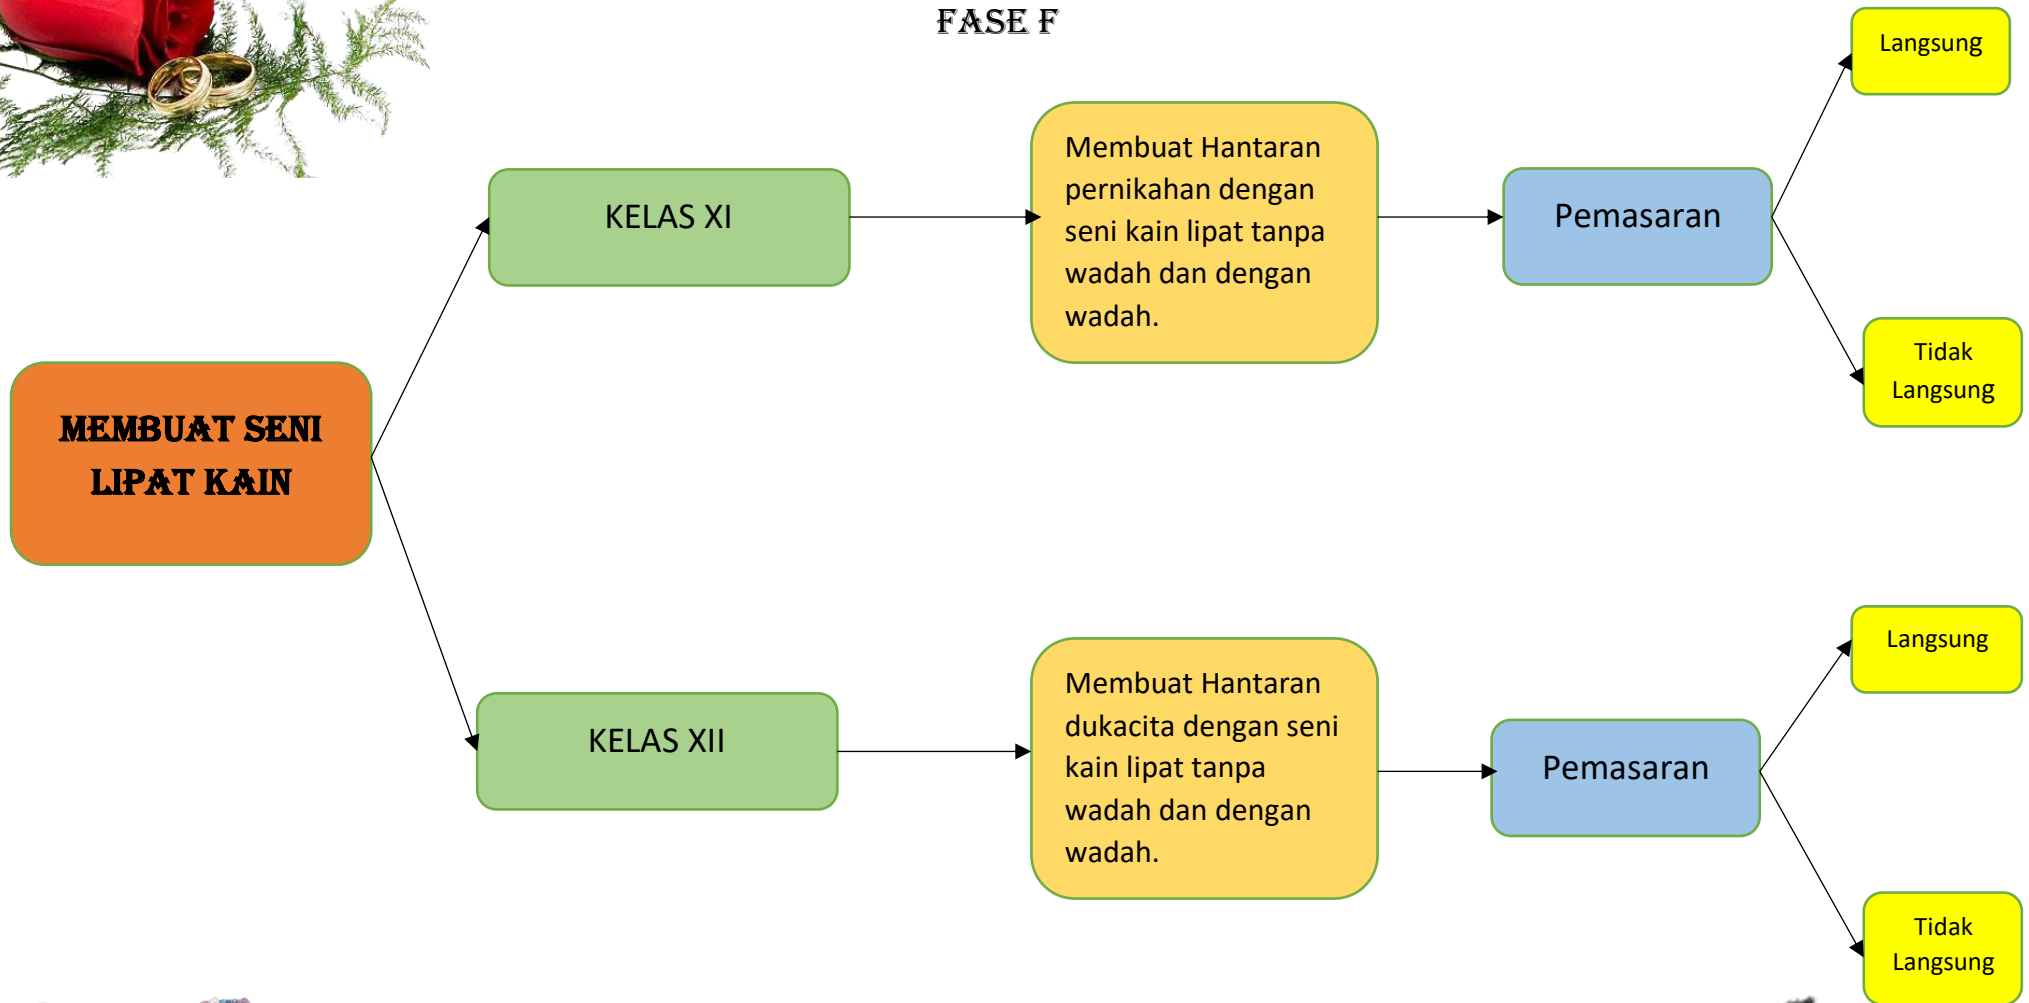 FASE F
MEMBUAT SENI
LIPAT KAIN
KELAS XI
Membuat Hantaran
pernikahan dengan
seni kain lipat tanpa
wadah dan dengan
wadah.
Pemasaran
Langsung
Tidak
Langsung
KELAS XII
Membuat Hantaran
dukacita dengan seni
kain lipat tanpa
wadah dan dengan
wadah.
Pemasaran
Langsung
Tidak
Langsung